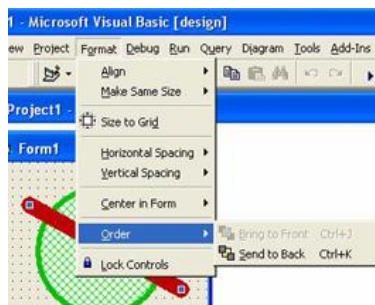 1 - Microsoft Visual Basic [design]
ew Project Format Debug Run Query Diagram Tools Add-Ins
Align
Make Same Size
Project1 -
Size to Grid
Form1
Horizontal Spacing
Vertical Spacing
Center in Form
Order
Bring to Front Ctrl+J
Send to Back Ctrl+K
Lock Controls